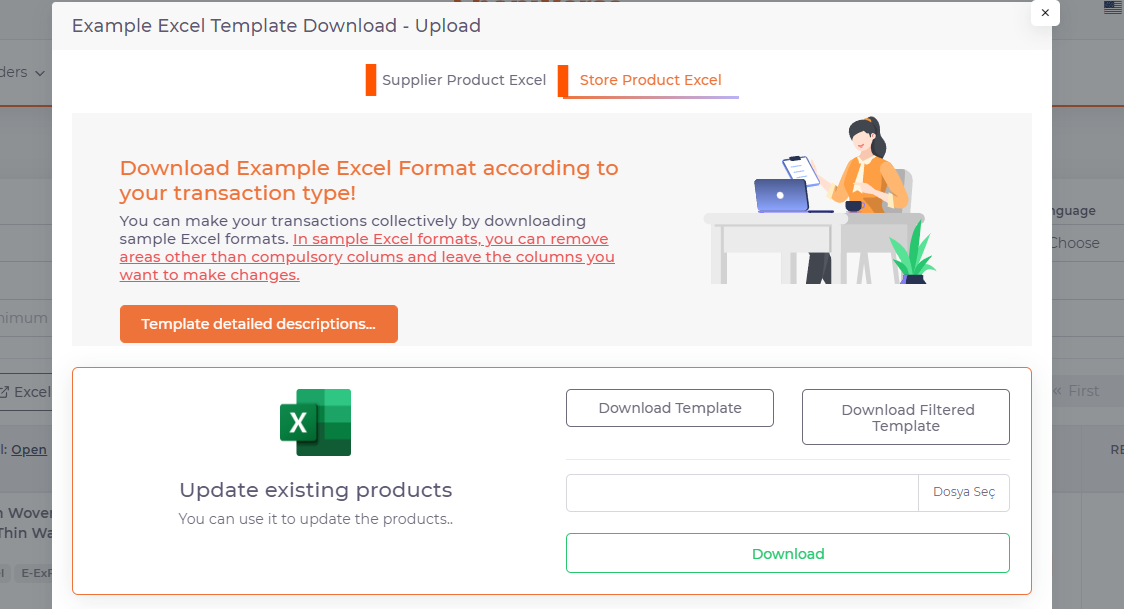 Example Excel Template Download - Upload
×
ders
Supplier Product Excel
Store Product Excel
Download Example Excel Format according to
your transaction type!
You can make your transactions collectively by downloading
sample Excel formats. In sample Excel formats, you can remove
areas other than compulsory colums and leave the columns you
want to make changes.
Template detailed descriptions...
nguage
Choose
nimum
Excel
« First
l: Open
RE
X
Download Template
Download Filtered
Template
Update existing products
You can use it to update the products..
Dosya Seç
Download
n Wover
Thin Wa
E-ExF